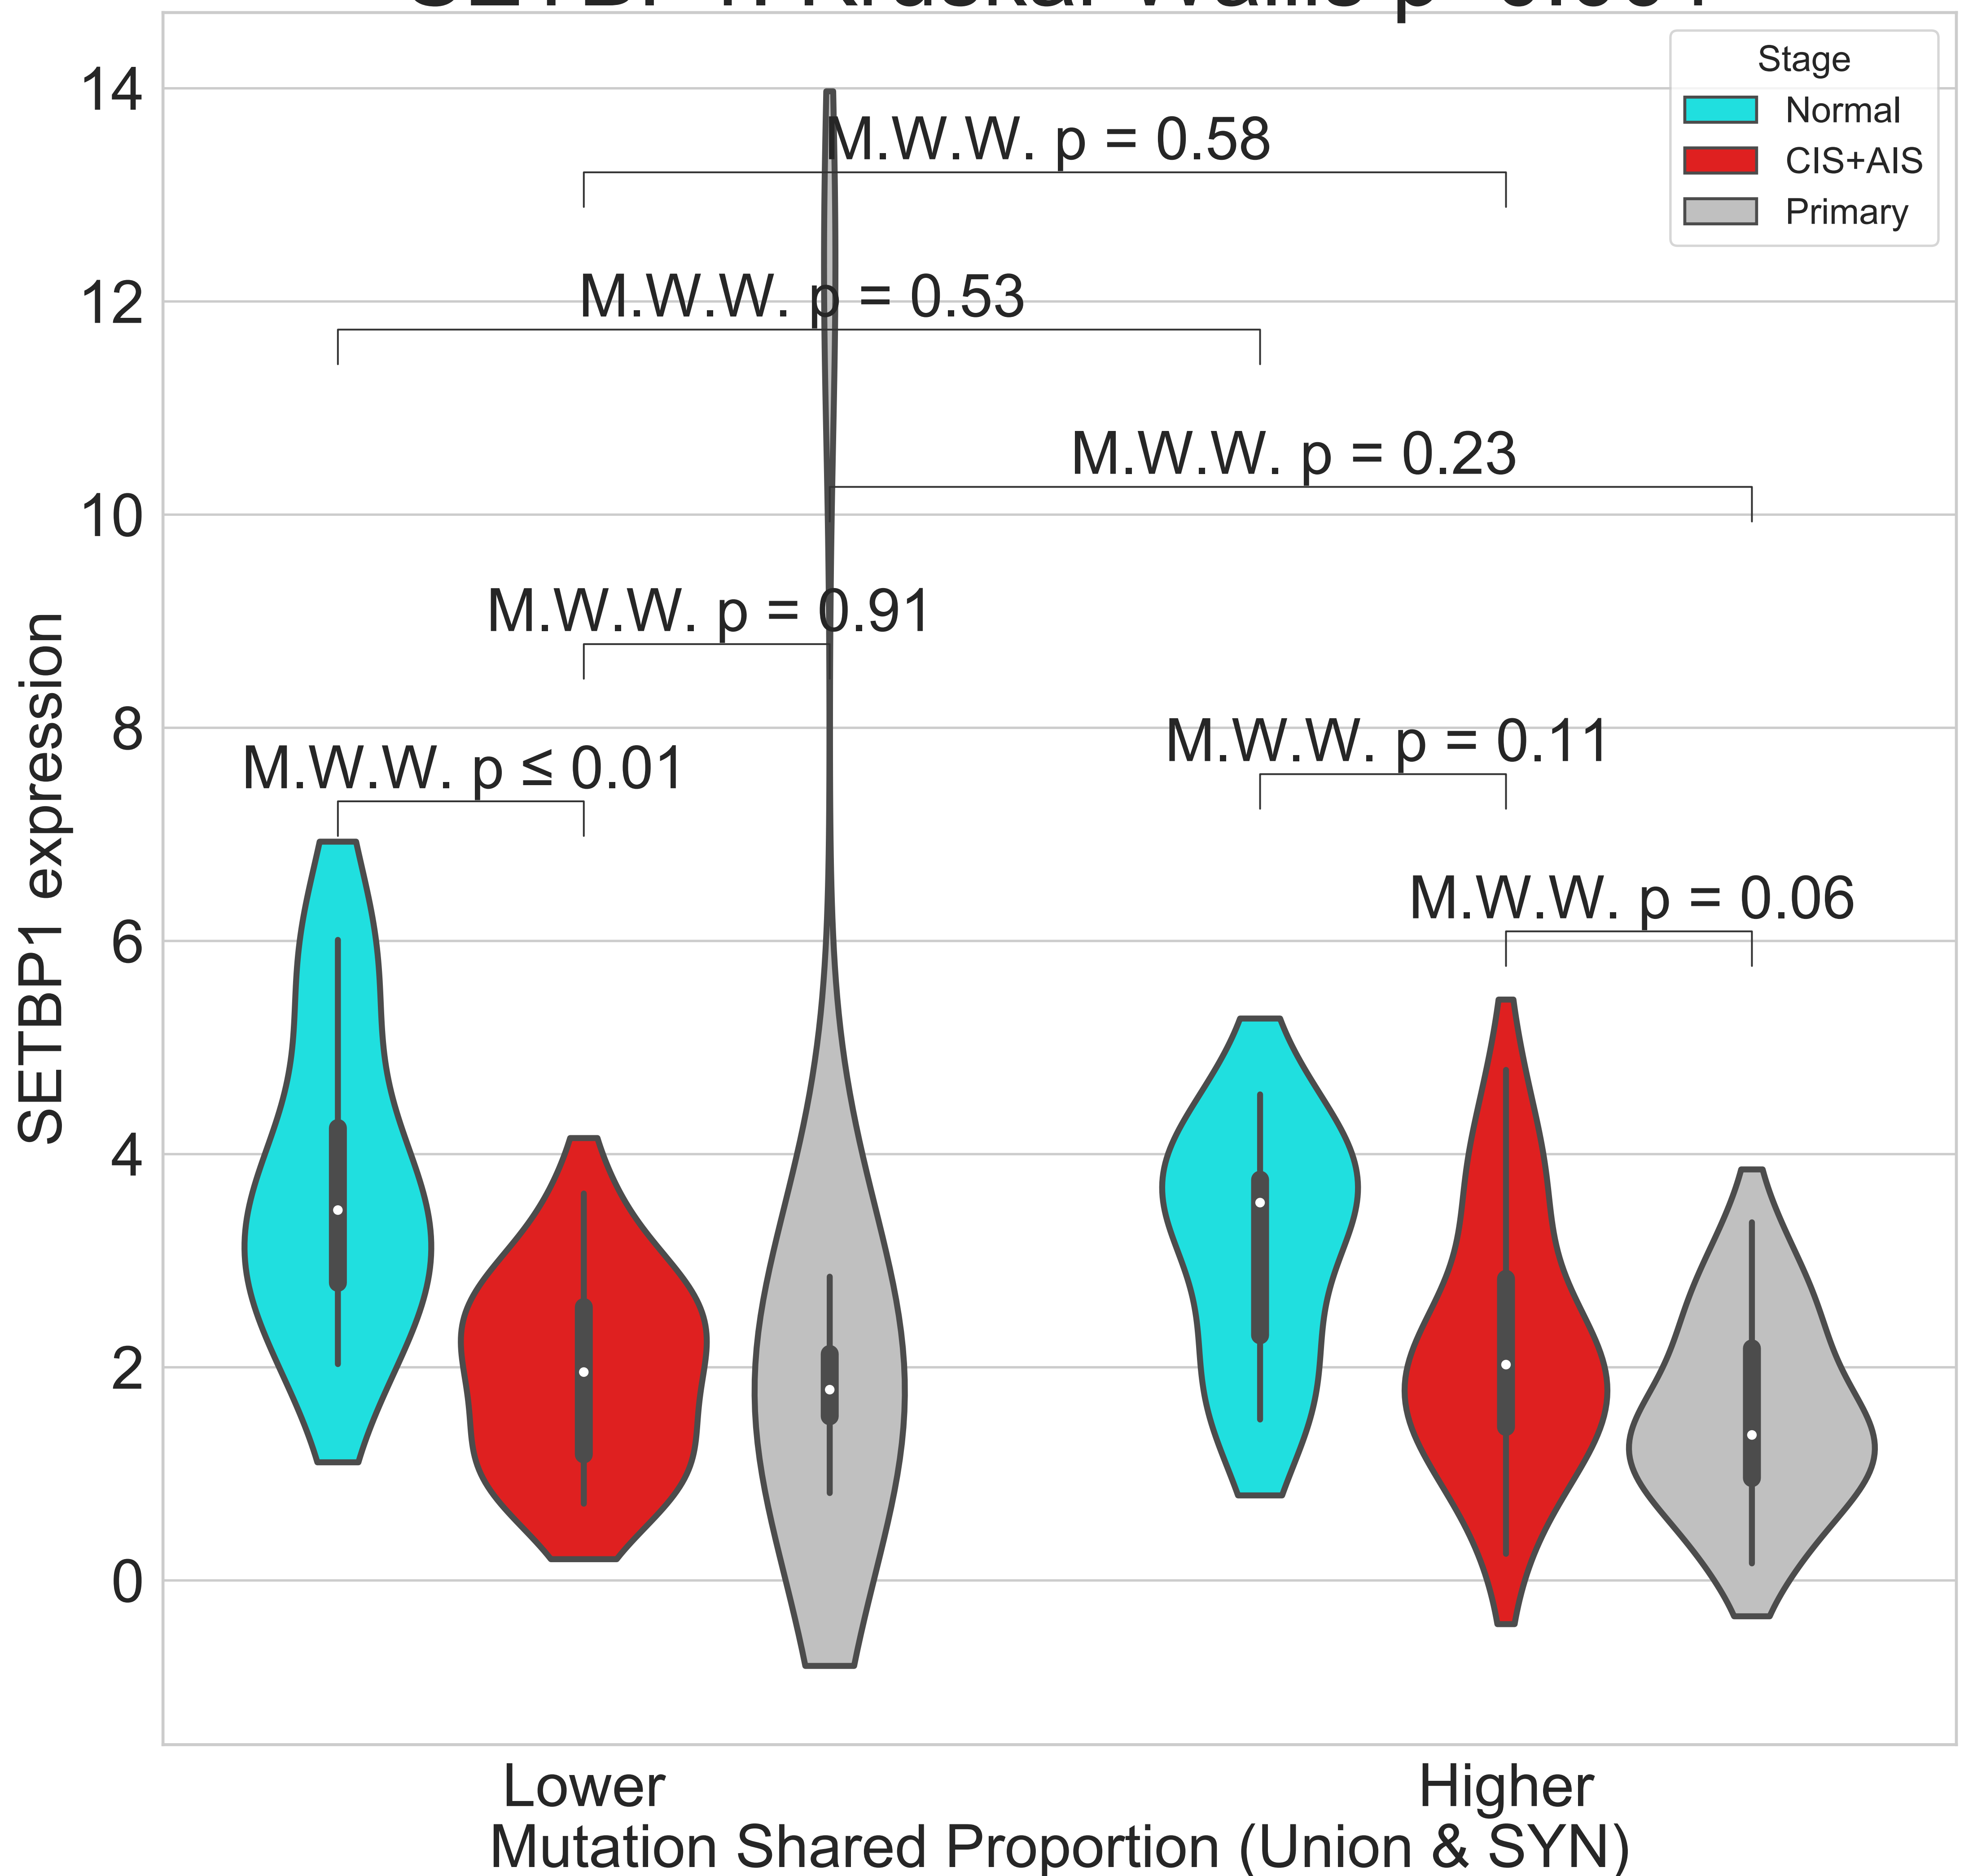 Stage
Normal
CIS+AIS
Primary
14
12
10
8
6
4
2
0
SETBP1 expression
M.W.W. p = 0.58
M.W.W. p = 0.53
M.W.W. p = 0.23
M.W.W. p = 0.91
M.W.W. p ≤ 0.01
M.W.W. p = 0.11
M.W.W. p = 0.06
Lower
Higher
Mutation Shared Proportion (Union & SYN)